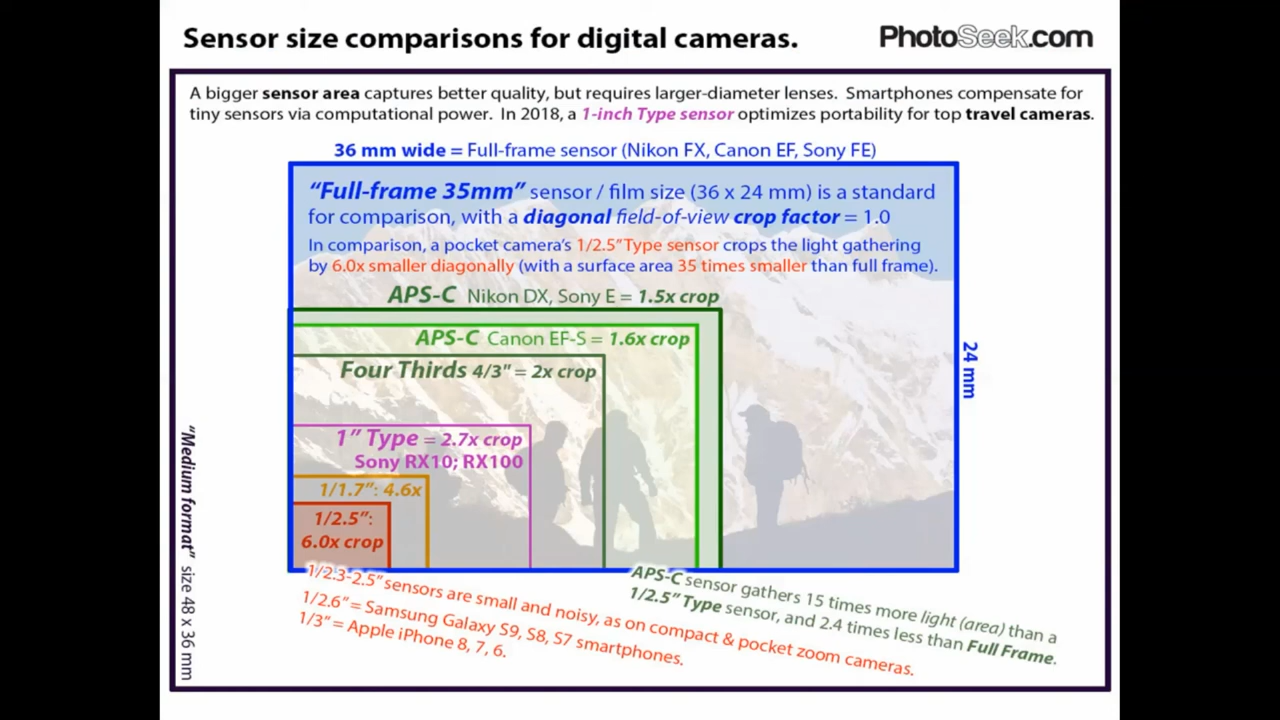 Sensor size comparisons for digital cameras.
PhotoSeek.com
A bigger sensor area captures better quality, but requires larger-diameter lenses. Smartphones compensate for
tiny sensors via computational power. In 2018, a 1-inch Type sensor optimizes portability for top travel cameras.
36 mm wide = Full-frame sensor (Nikon FX, Canon EF, Sony FE)
“Full-frame 35mm” sensor / film size (36 x 24 mm) is a standard
for comparison, with a diagonal field-of-view crop factor = 1.0
In comparison, a pocket camera’s 1/2.5” Type sensor crops the light gathering
by 6.0x smaller diagonally (with a surface area 35 times smaller than full frame).
APS-C Nikon DX, Sony E = 1.5x crop
APS-C Canon EF-S = 1.6x crop
Four Thirds 4/3" = 2x crop
24 mm
1” Type = 2.7x crop
Sony RX10; RX100
1/1.7”: 4.6x
1/2.5”:
6.0x crop
"Medium format" size 48 x 36 mm
1/2.3-2.5” sensors are small and noisy, as on compact & pocket zoom cameras.
1/2.6” = Samsung Galaxy S9, S8, S7 smartphones.
1/3” = Apple iPhone 8, 7, 6.
APS-C sensor gathers 15 times more light (area) than a
1/2.5” Type sensor, and 2.4 times less than Full Frame.